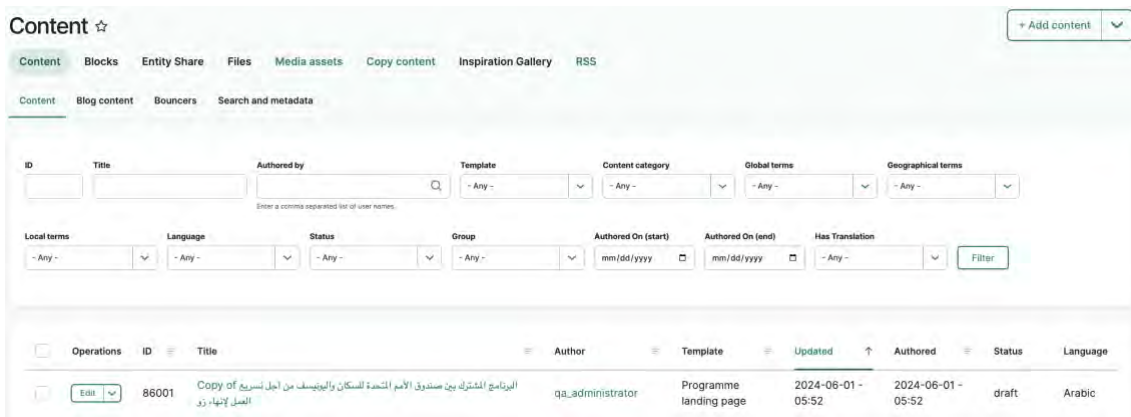 Content
+ Add content
Content Blocks Entity Share Files Media assets Copy content Inspiration Gallery RSS
Content Blog content Bouncers Search and metadata
ID Title Authored by Template Content category Global terms Geographical terms
- Any - - Any - - Any - - Any -
Enter a comma separated list of user names.
Local terms Language Status Group Authored On (start) Authored On (end) Has Translation
- Any - - Any - - Any - - Any - mm/dd/yyyy mm/dd/yyyy - Any - Filter
Operations ID Title Author Template Updated Authored Status Language
Edit 86001 Copy of البرنامج المشترك بين صندوق الأمم المتحدة للسكان واليونيسف من اجل تسريع
العمل لإنهاء زو
qa_administrator Programme
landing page
2024-06-01 -
05:52
2024-06-01 -
05:52
draft Arabic